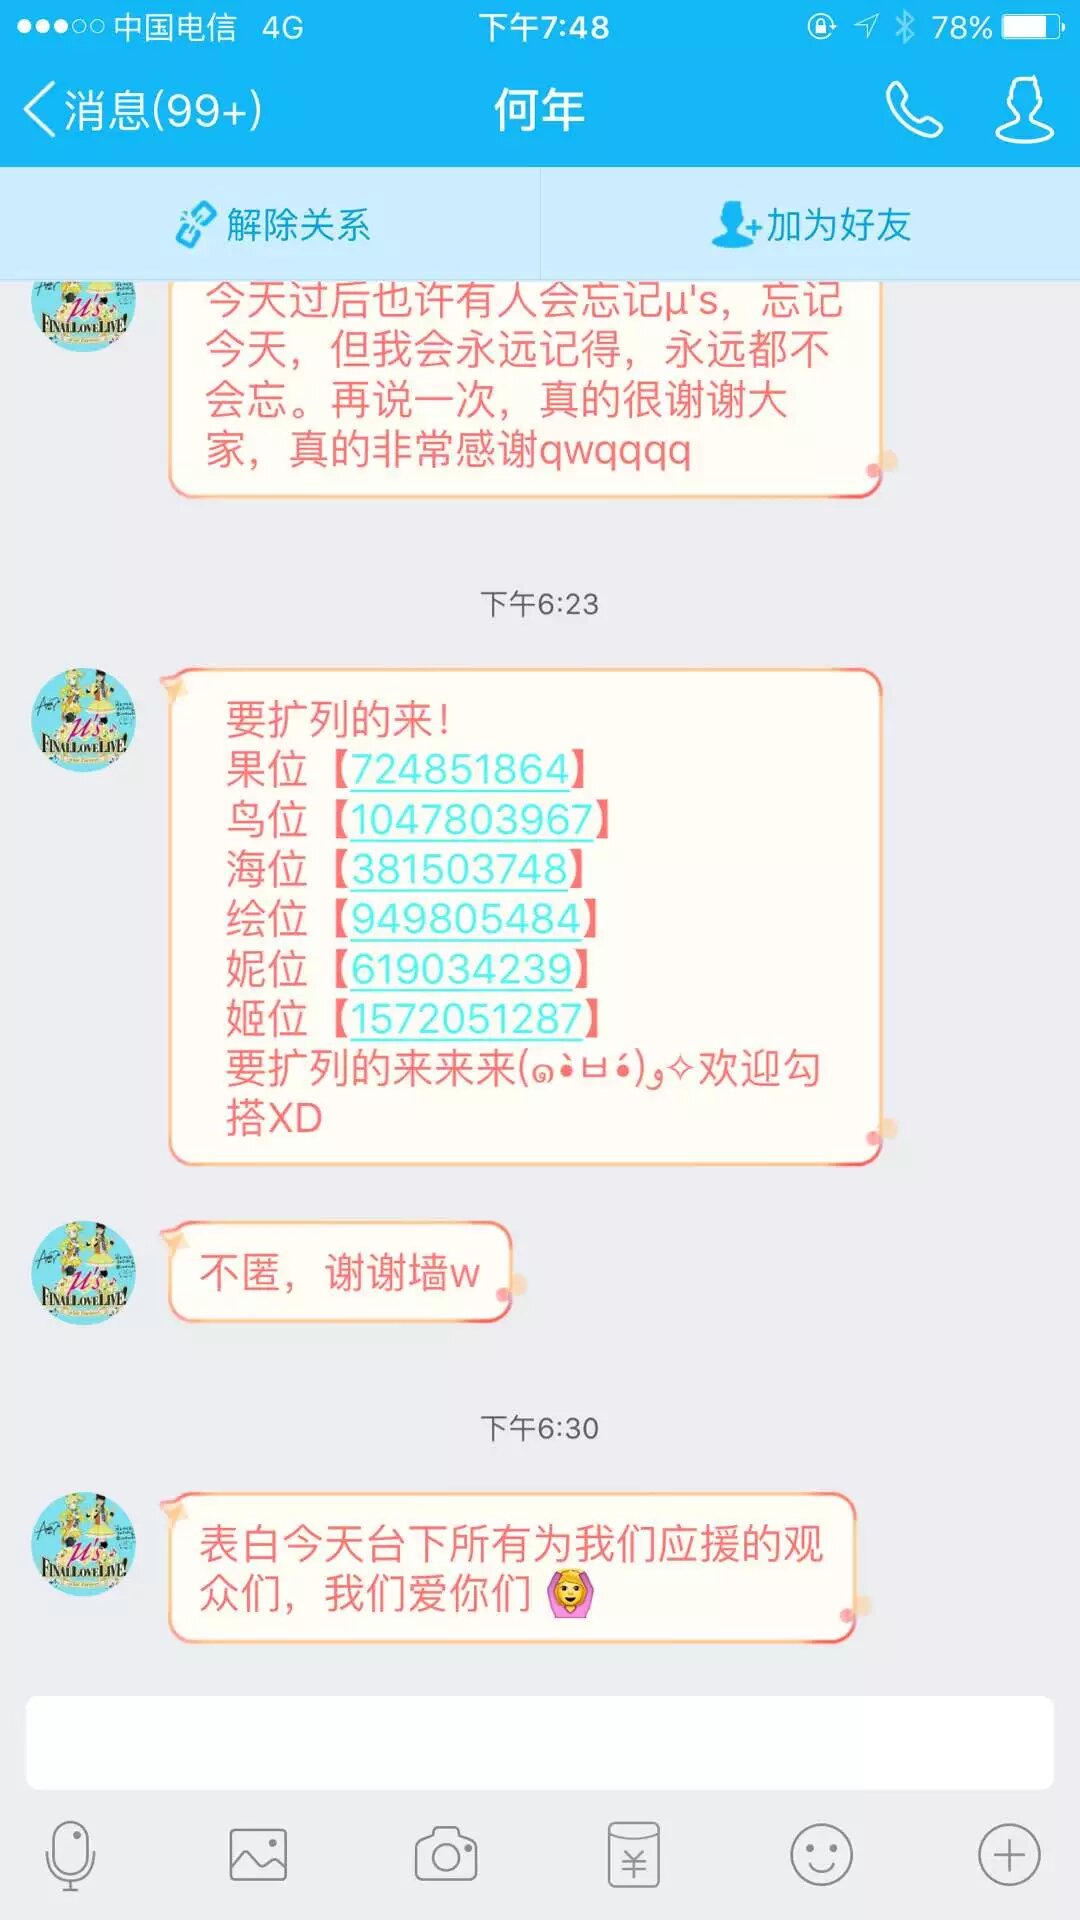 中国电信 4G 下午7:48 78%
消息(99+) 何年
解除关系 加为好友
今天过后也许有人会忘记μ's，忘记
今天，但我会永远记得，永远都不
会忘。再说一次，真的很谢谢大
家，真的非常感谢qwqqqq
μ's
FINAL LOVE LIVE!
下午6:23
要扩列的来！
果位【724851864】
鸟位【1047803967】
海位【381503748】
绘位【949805484】
妮位【619034239】
姬位【1572051287】
要扩列的来来来(๑•̀ㅂ•́)و✧欢迎勾
搭XD
μ's
FINAL LOVE LIVE!
不匿，谢谢墙w
μ's
FINAL LOVE LIVE!
下午6:30
表白今天台下所有为我们应援的观
众们，我们爱你们🙆
μ's
FINAL LOVE LIVE!